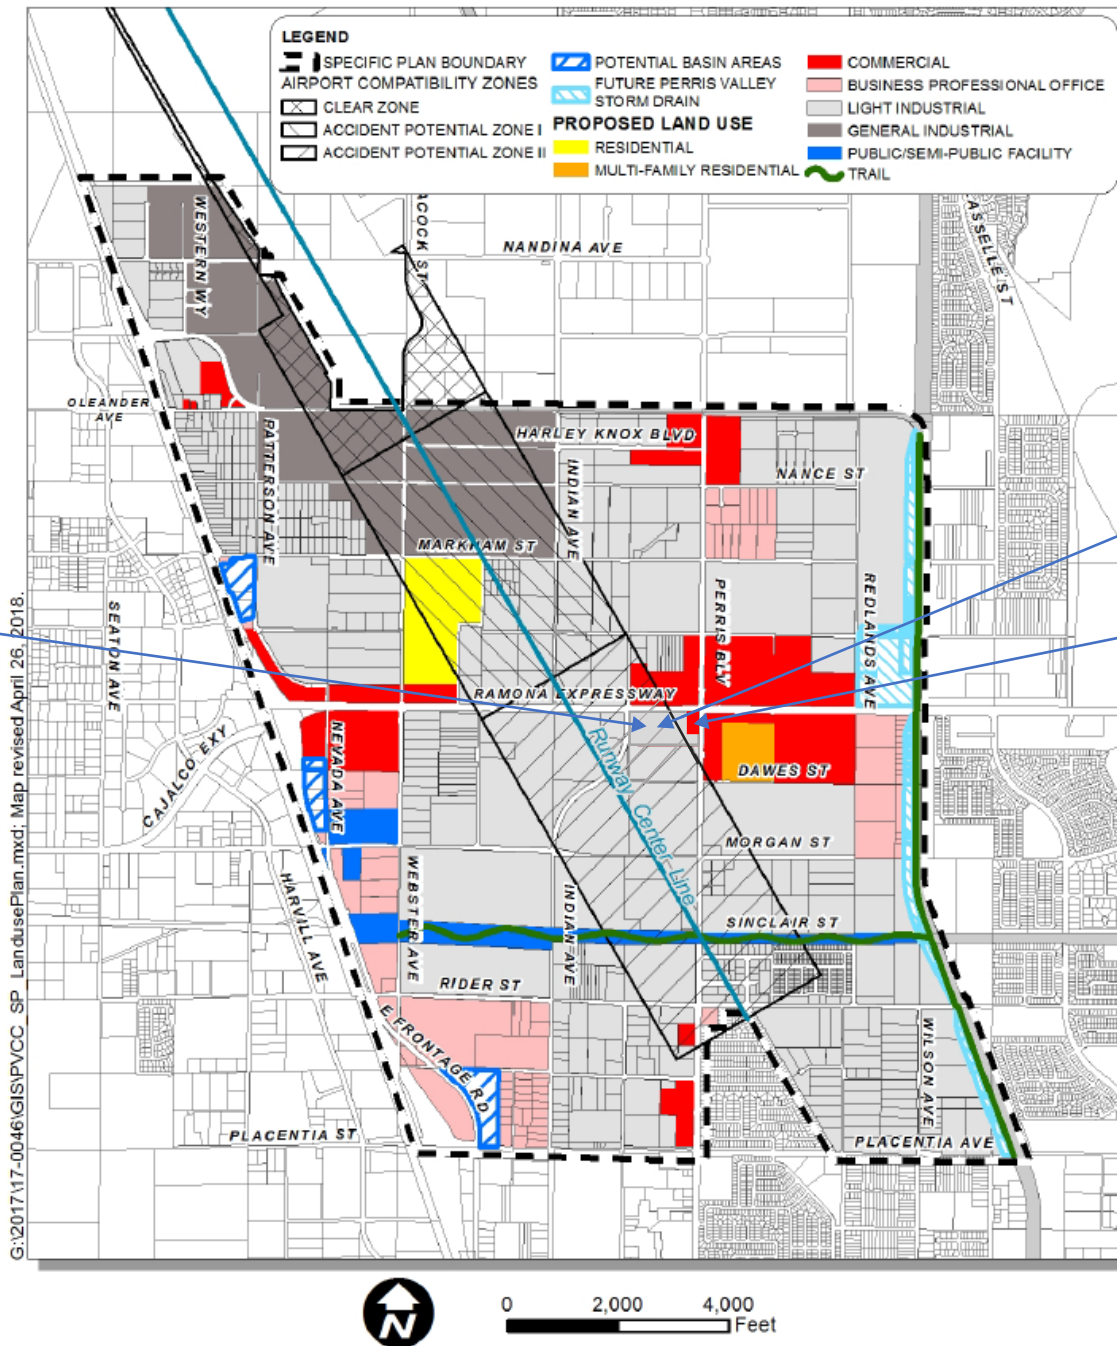 LEGEND
SPECIFIC PLAN BOUNDARY
AIRPORT COMPATIBILITY ZONES
CLEAR ZONE
ACCIDENT POTENTIAL ZONE I
ACCIDENT POTENTIAL ZONE II
POTENTIAL BASIN AREAS
FUTURE PERRIS VALLEY
STORM DRAIN
PROPOSED LAND USE
RESIDENTIAL
MULTI-FAMILY RESIDENTIAL
COMMERCIAL
BUSINESS PROFESSIONAL OFFICE
LIGHT INDUSTRIAL
GENERAL INDUSTRIAL
PUBLIC/SEMI-PUBLIC FACILITY
TRAIL
WESTERN WY
ACOCK ST
NANDINA AVE
ASSELLE ST
OLEANDER
AVE
PATTERSON AVE
HARLEY KNOX BLVD
INDIAN AVE
NANCE ST
MARKHAM ST
SEATON AVE
PERRIS BLV
REDLANDS AVE
RAMONA EXPRESSWAY
NEVADA AVE
CAJALCO EXY
Runway Center Line
DAWES ST
MORGAN ST
HARVILL AVE
WEBSTER AVE
INDIAN AVE
SINCLAIR ST
RIDER ST
E FRONTAGE RD
WILSON AVE
PLACENTIA ST
PLACENTIA AVE
G:\2017\17-0046\GIS\PVCC_SP_LandusePlan.mxd; Map revised April 26, 2018.
N
0 2,000 4,000
Feet